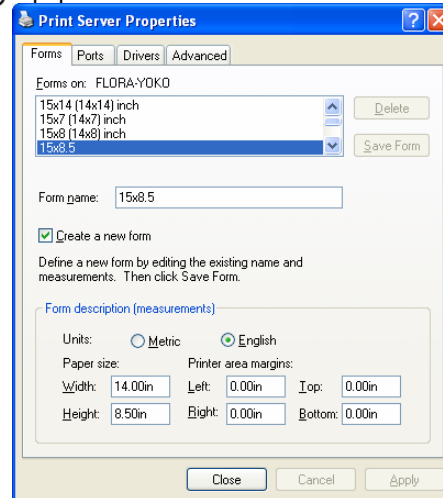 Print Server Properties
Forms Ports Drivers Advanced
Forms on: FLORA-YOKO
15x14 (14x14) inch
15x7 (14x7) inch
15x8 (14x8) inch
15x8.5
Delete
Save Form
Form name: 15x8.5
Create a new form
Define a new form by editing the existing name and
measurements. Then click Save Form.
Form description (measurements)
Units: Metric English
Paper size: Printer area margins:
Width: 14.00in Left: 0.00in Top: 0.00in
Height: 8.50in Right: 0.00in Bottom: 0.00in
Close Cancel Apply